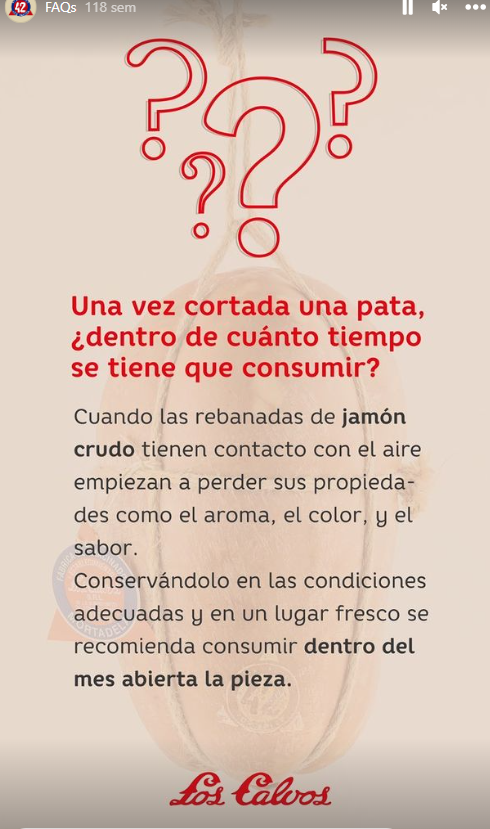 42
FAQs 118 sem
? ? ? ?
Una vez cortada una pata,
¿dentro de cuánto tiempo
se tiene que consumir?
Cuando las rebanadas de jamón
crudo tienen contacto con el aire
empiezan a perder sus propieda-
des como el aroma, el color, y el
sabor.
Conservándolo en las condiciones
adecuadas y en un lugar fresco se
recomienda consumir dentro del
mes abierta la pieza.
42
Los Calvos